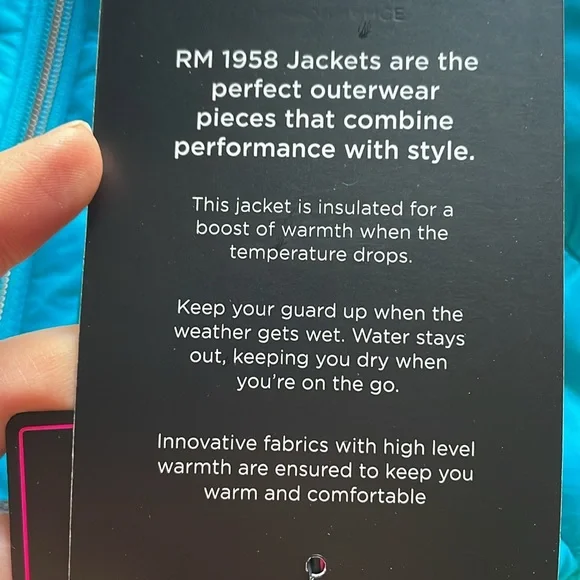 RM 1958 Jackets are the
perfect outerwear
pieces that combine
performance with style.
This jacket is insulated for a
boost of warmth when the
temperature drops.
Keep your guard up when the
weather gets wet. Water stays
out, keeping you dry when
you're on the go.
Innovative fabrics with high level
warmth are ensured to keep you
warm and comfortable